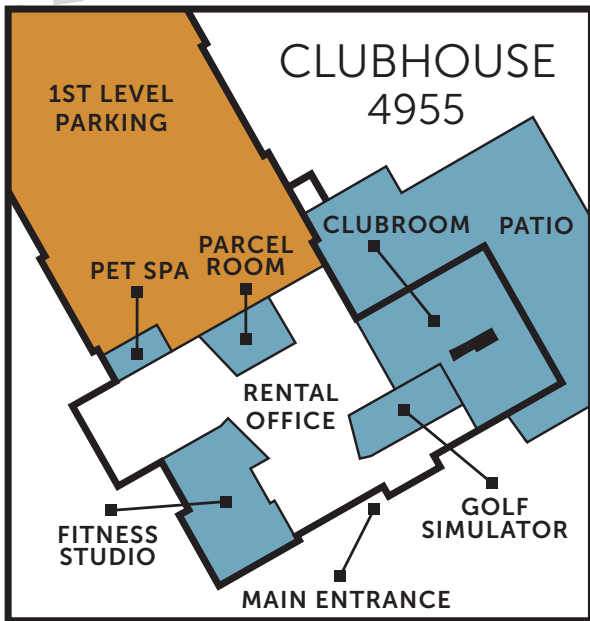 CLUBHOUSE
4955
1ST LEVEL
PARKING
CLUBROOM
PATIO
PARCEL
ROOM
PET SPA
RENTAL
OFFICE
GOLF
SIMULATOR
FITNESS
STUDIO
MAIN ENTRANCE